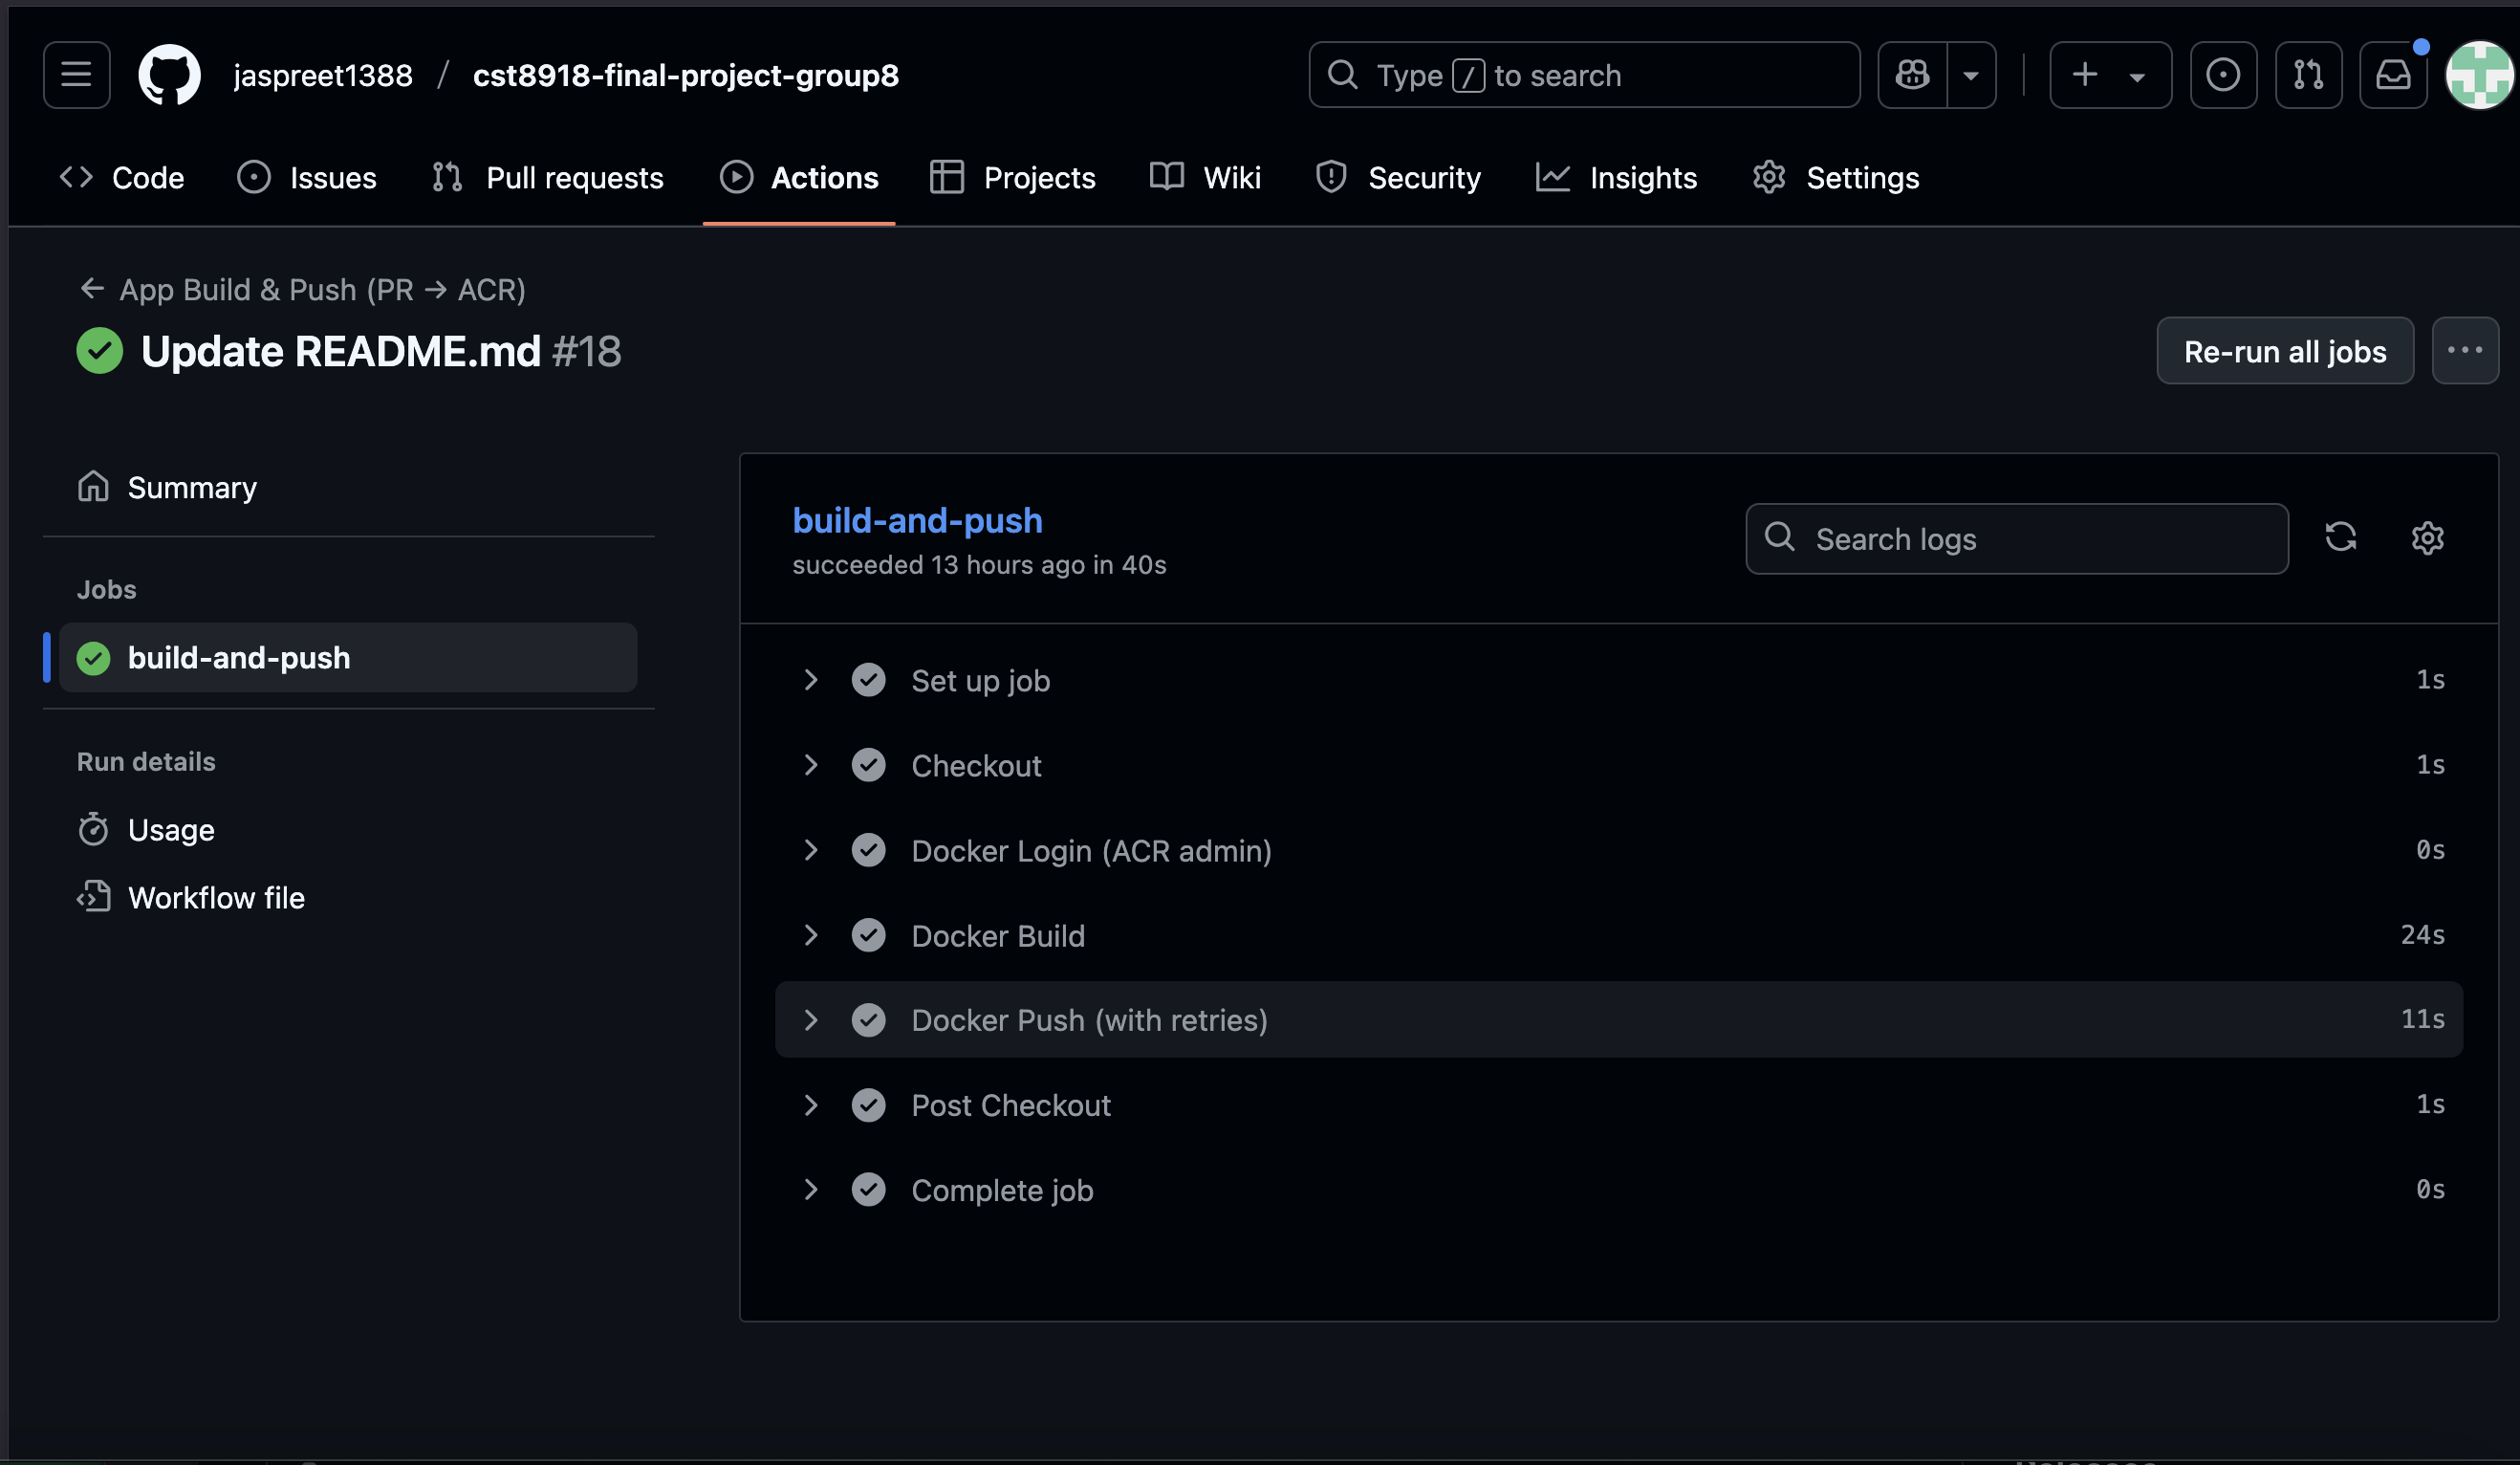 jaspreet1388 / cst8918-final-project-group8
Type / to search
Code Issues Pull requests Actions Projects Wiki Security Insights Settings
← App Build & Push (PR → ACR)
Update README.md #18
Re-run all jobs
Summary
Jobs
build-and-push
Run details
Usage
Workflow file
build-and-push
succeeded 13 hours ago in 40s
Search logs
Set up job 1s
Checkout 1s
Docker Login (ACR admin) 0s
Docker Build 24s
Docker Push (with retries) 11s
Post Checkout 1s
Complete job 0s